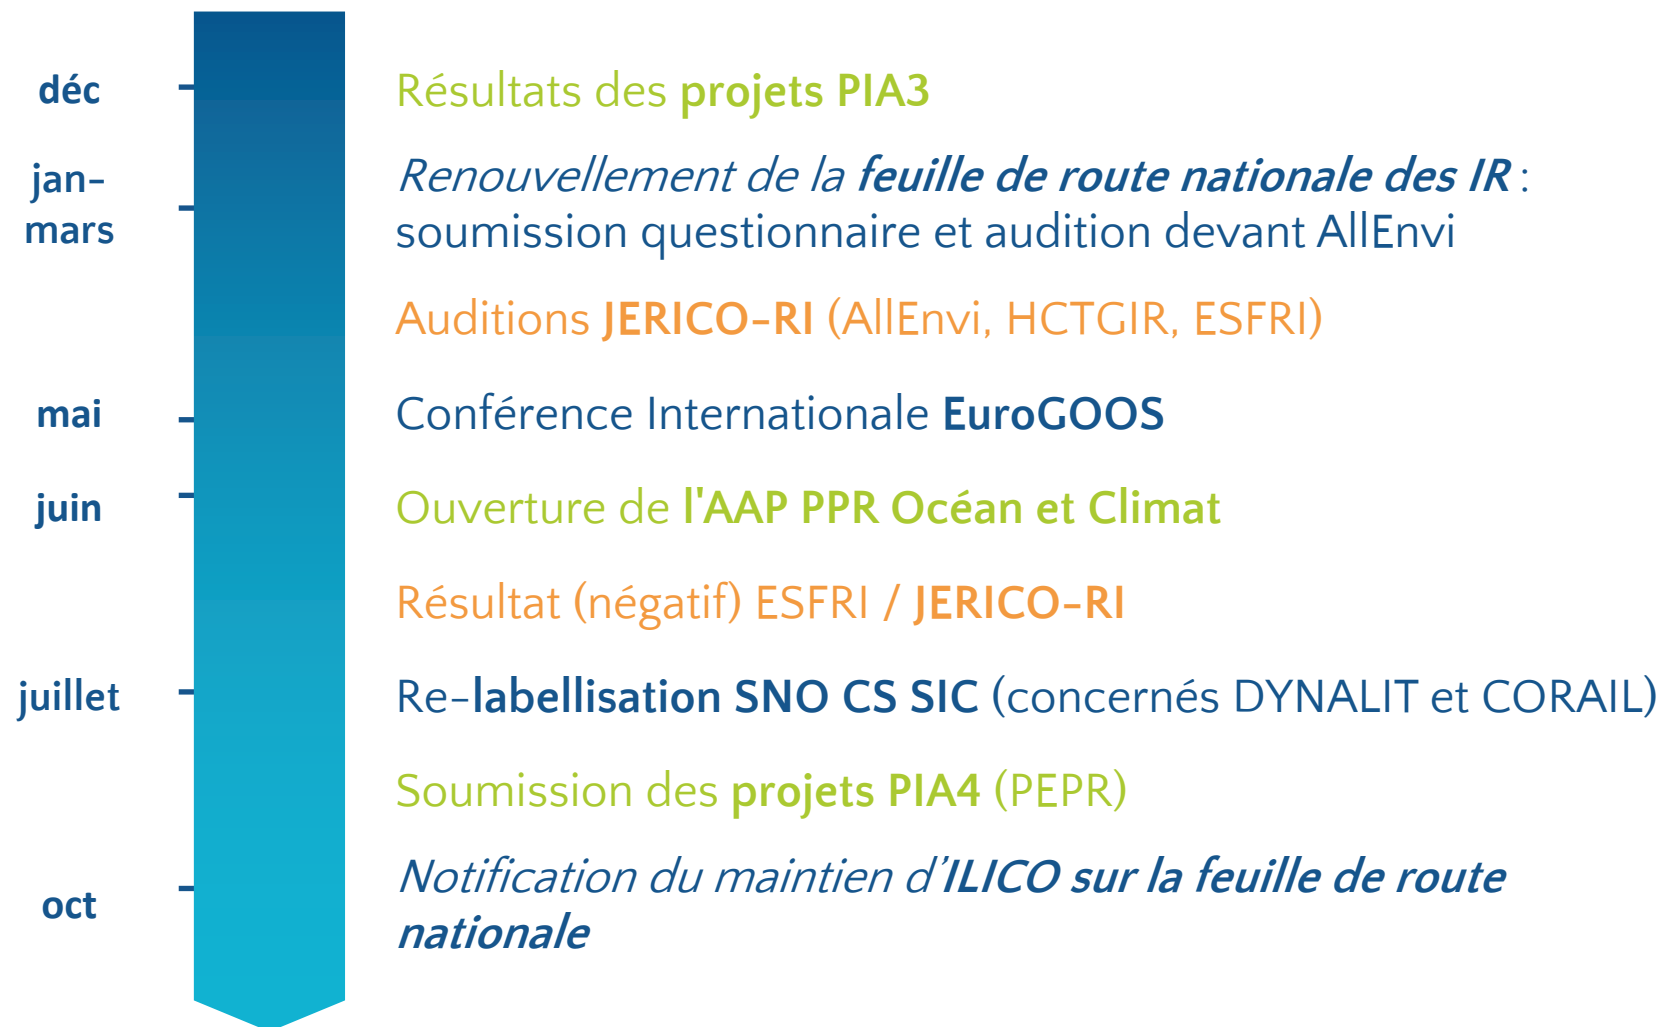 déc
Résultats des projets PIA3
jan-
mars
Renouvellement de la feuille de route nationale des IR :
soumission questionnaire et audition devant AllEnvi
Auditions JERICO-RI (AllEnvi, HCTGIR, ESFRI)
mai
Conférence Internationale EuroGOOS
juin
Ouverture de l'AAP PPR Océan et Climat
Résultat (négatif) ESFRI / JERICO-RI
juillet
Re-labellisation SNO CS SIC (concernés DYNALIT et CORAIL)
Soumission des projets PIA4 (PEPR)
oct
Notification du maintien d’ILICO sur la feuille de route
nationale